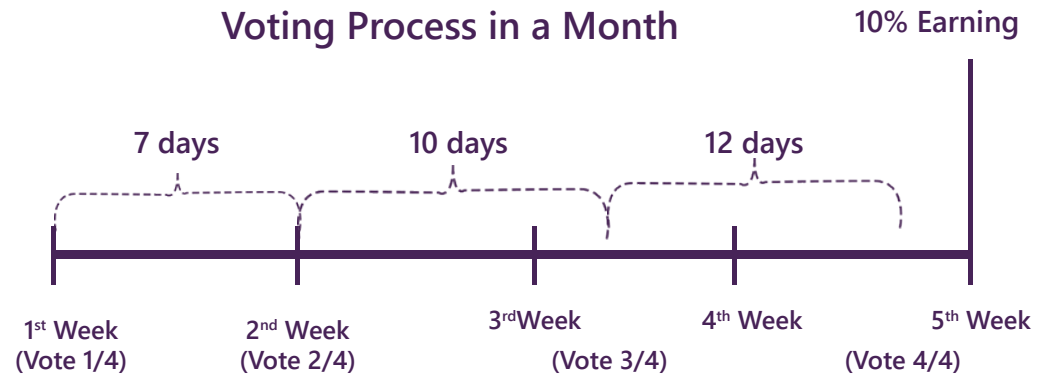 Voting Process in a Month
10% Earning
7 days
10 days
12 days
1st Week
(Vote 1/4)
2nd Week
(Vote 2/4)
3rdWeek
(Vote 3/4)
4th Week
5th Week
(Vote 4/4)